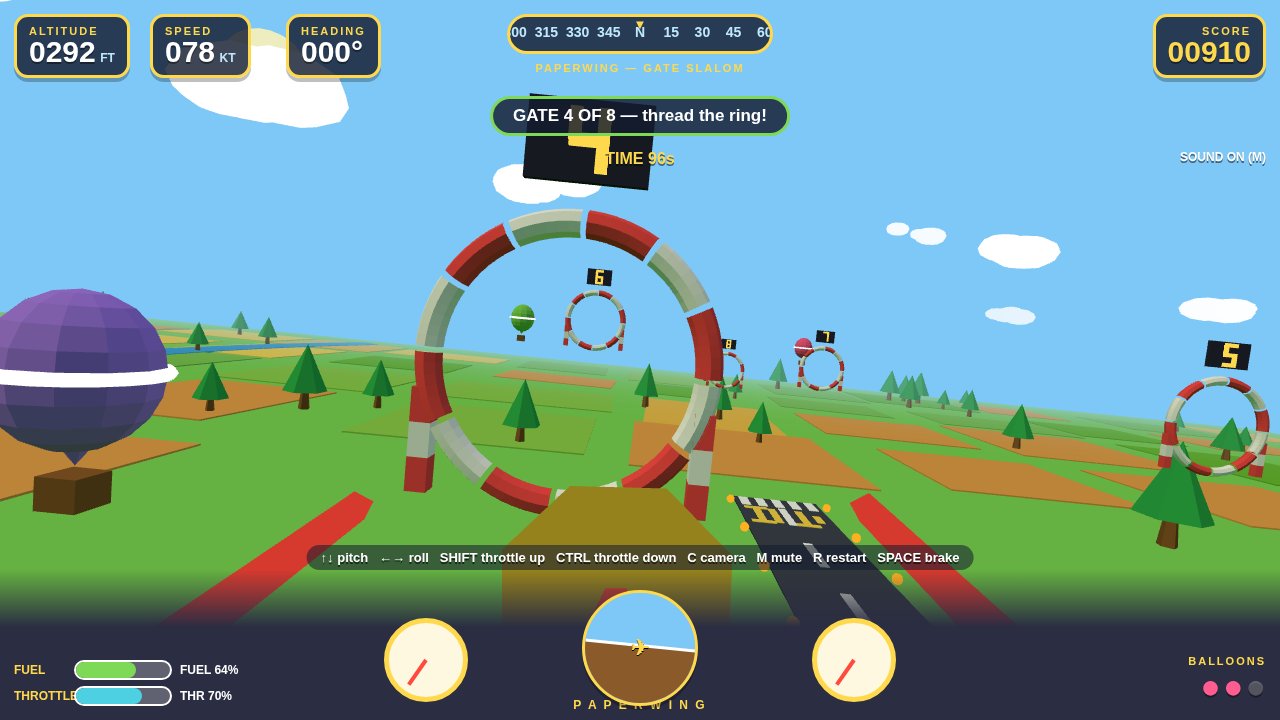 ALTITUDE
0292 FT
SPEED
078 KT
HEADING
000°
00 315 330 345 N 15 30 45 60
PAPERWING — GATE SLALOM
SCORE
00910
GATE 4 OF 8 — thread the ring!
4
TIME 96s
SOUND ON (M)
6
8
7
5
↑↓ pitch ←→ roll SHIFT throttle up CTRL throttle down C camera M mute R restart SPACE brake
FUEL
FUEL 64%
THROTTLE
THR 70%
PAPERWING
BALLOONS